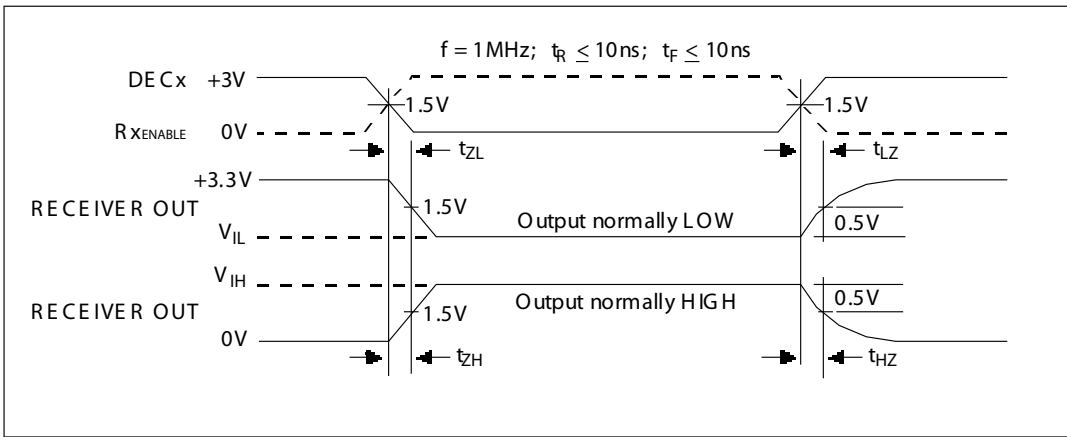 f = 1MHz; tR ≤ 10ns; tF ≤ 10ns
DECx +3V
1.5V
1.5V
RxENABLE 0V
tZL
tLZ
+3.3V
RECEIVER OUT
1.5V
Output normally LOW
0.5V
VIL
VIH
Output normally HIGH
0.5V
RECEIVER OUT
1.5V
0V
tZH
tHZ